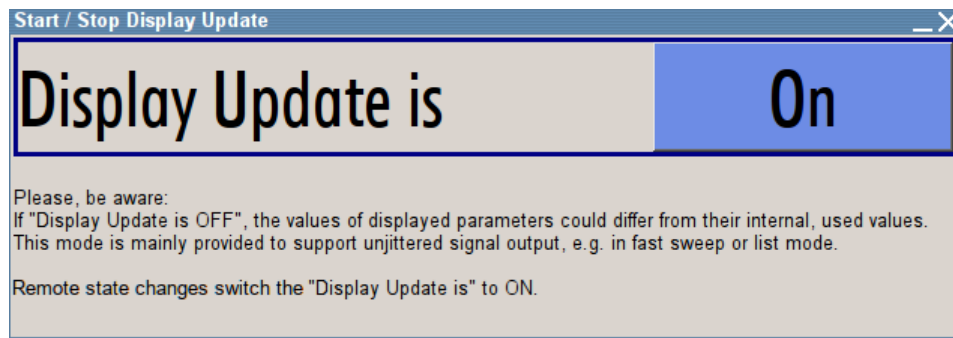 Start / Stop Display Update
Display Update is On
Please, be aware:
If "Display Update is OFF", the values of displayed parameters could differ from their internal, used values.
This mode is mainly provided to support unjittered signal output, e.g. in fast sweep or list mode.
Remote state changes switch the "Display Update is" to ON.